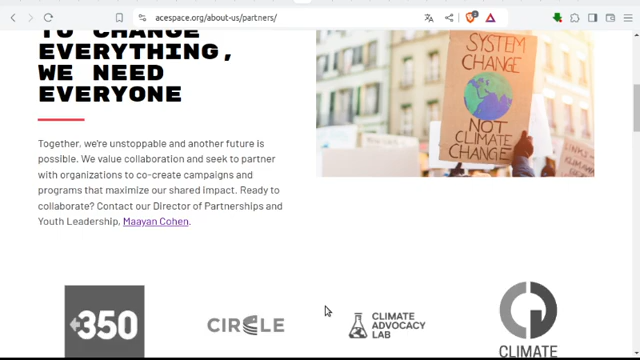 acespace.org/about-us/partners/
TO CHANGE
EVERYTHING,
WE NEED
EVERYONE
Together, we're unstoppable and another future is
possible. We value collaboration and seek to partner
with organizations to co-create campaigns and
programs that maximize our shared impact. Ready to
collaborate? Contact our Director of Partnerships and
Youth Leadership, Maayan Cohen.
SYSTEM
CHANGE
NOT
CLIMATE
CHANGE
350
CIRCLE
CLIMATE
ADVOCACY
LAB
CLIMATE